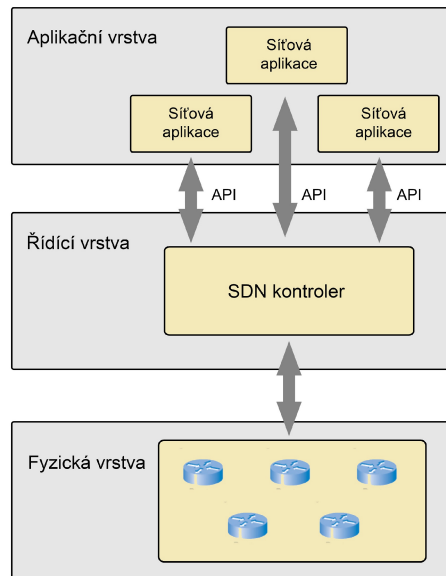 Aplikační vrstva
Síťová
aplikace
Síťová
aplikace
Síťová
aplikace
API
API
API
Řídící vrstva
SDN kontroler
Fyzická vrstva